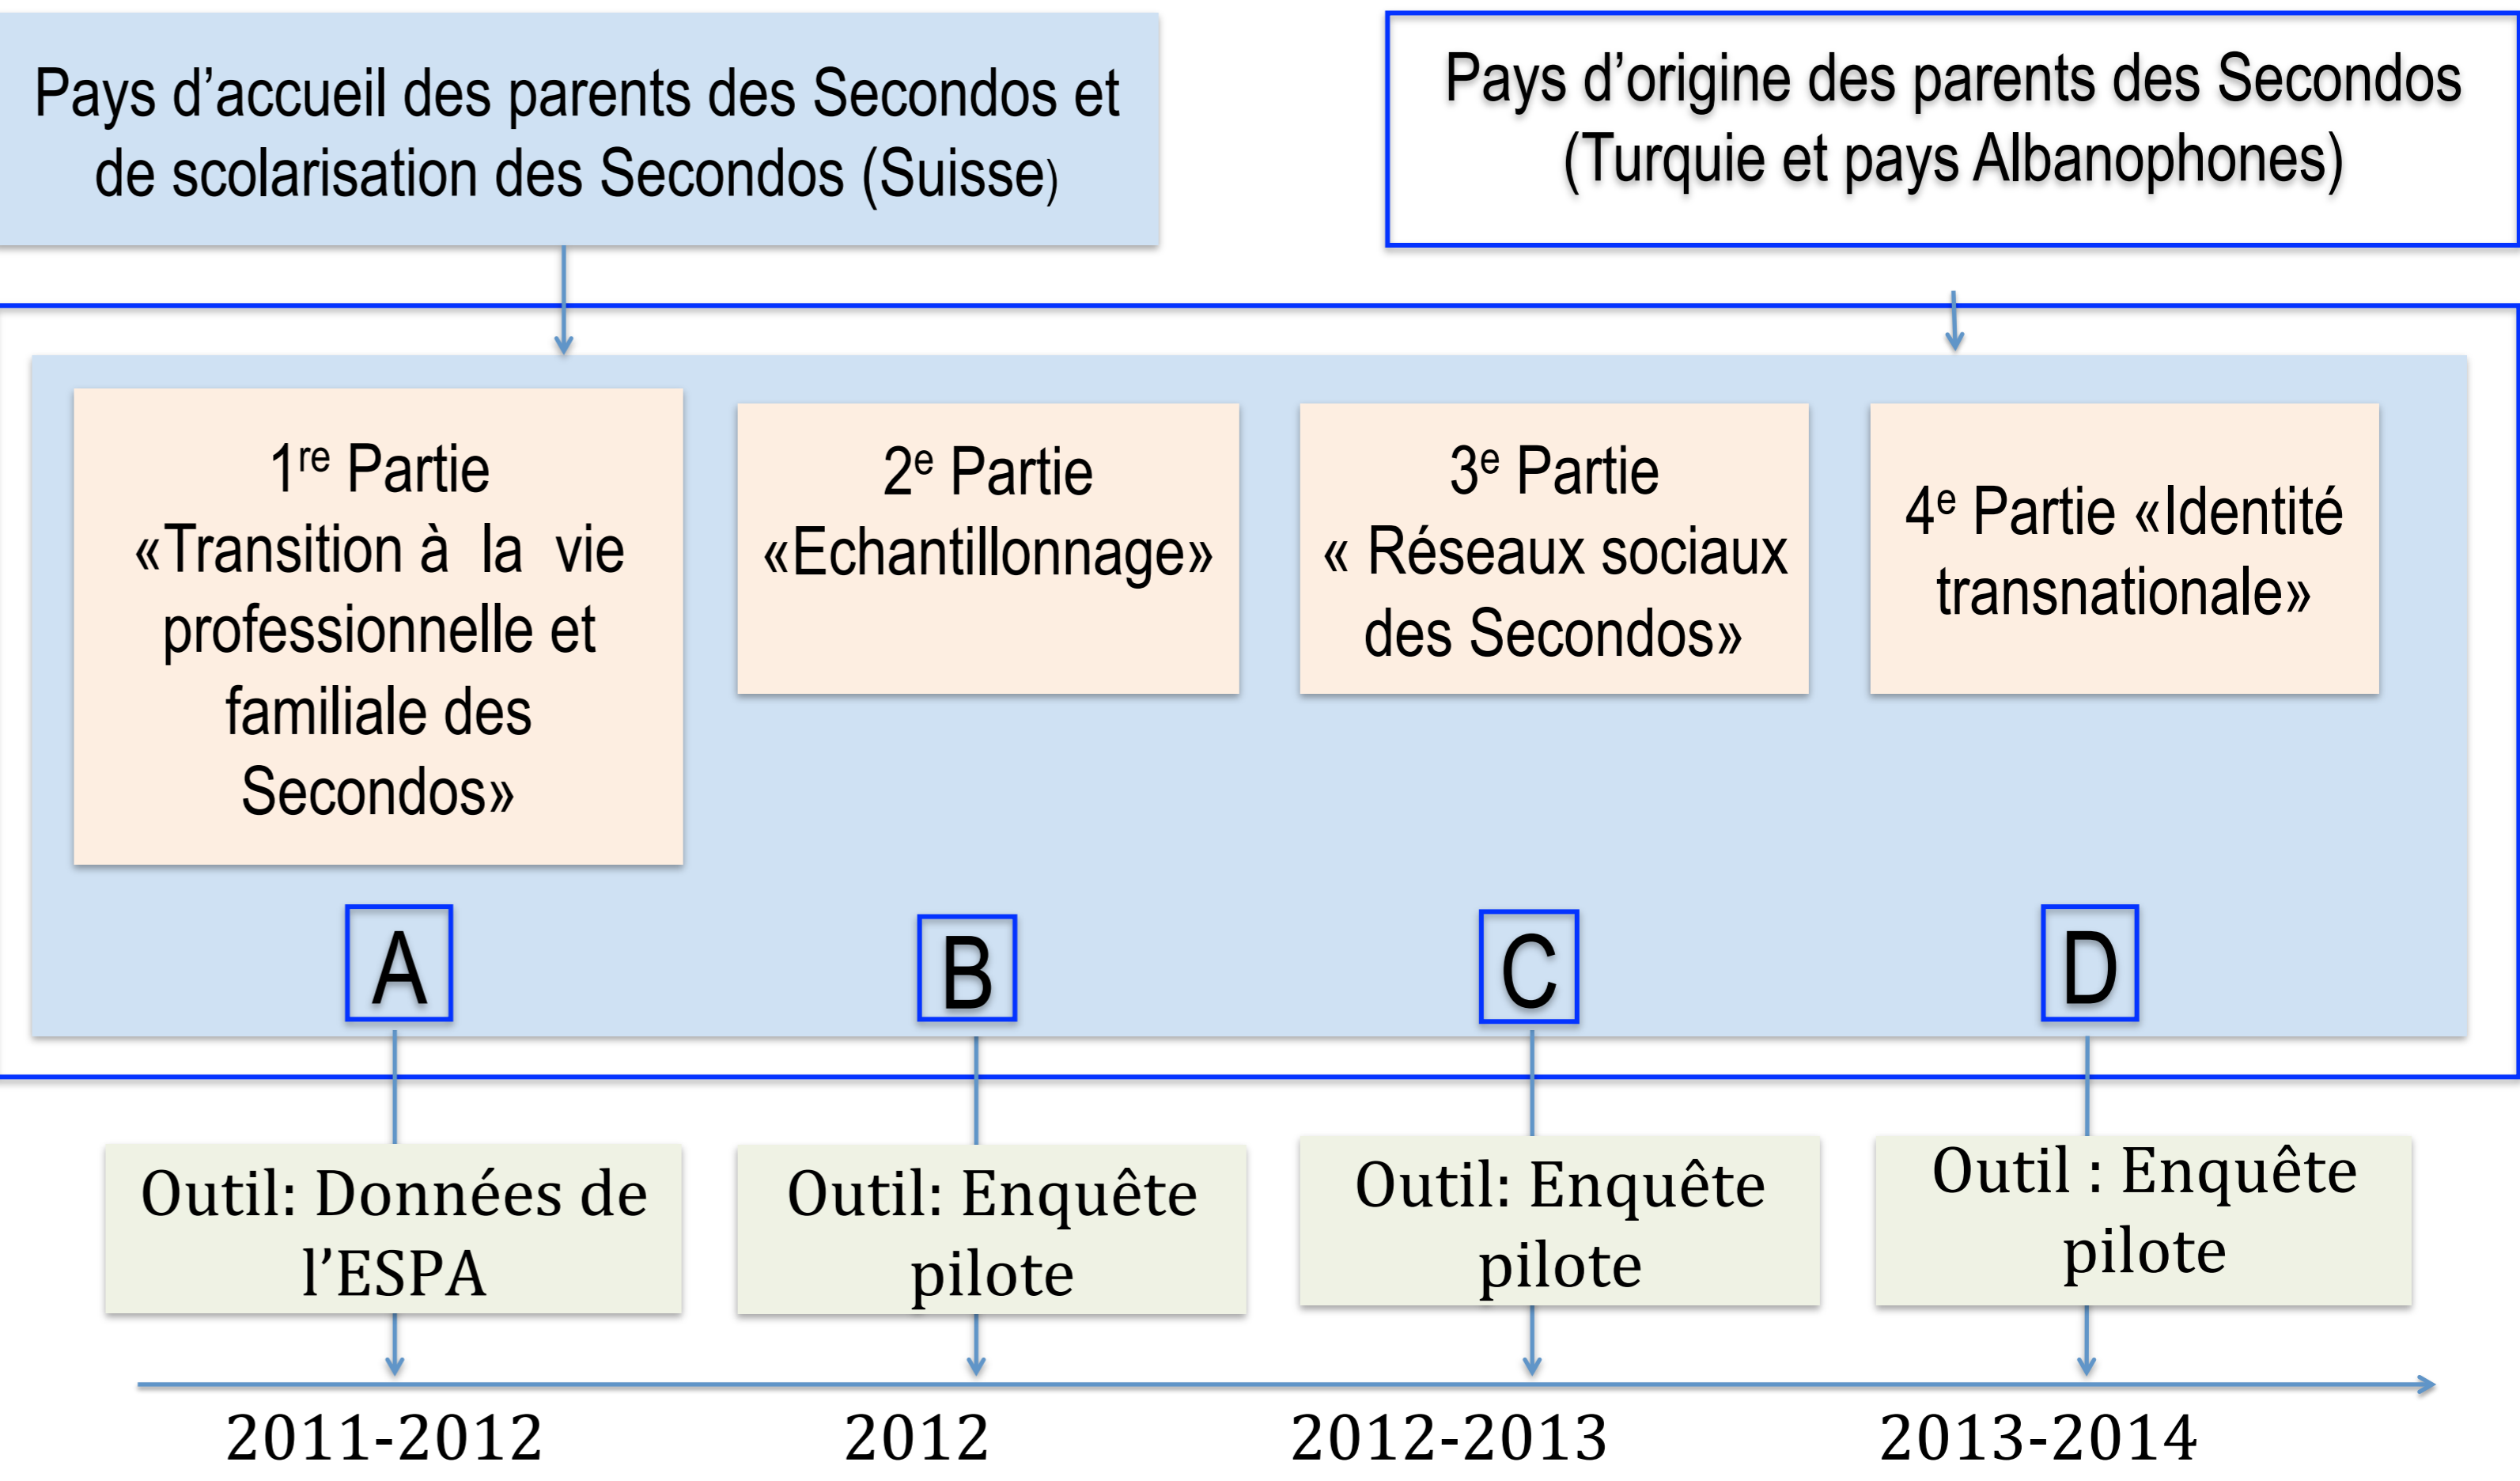 Pays d’accueil des parents des Secondos et
de scolarisation des Secondos (Suisse)
Pays d’origine des parents des Secondos
(Turquie et pays Albanophones)
1re Partie
«Transition à la vie
professionnelle et
familiale des
Secondos»
2e Partie
«Echantillonnage»
3e Partie
« Réseaux sociaux
des Secondos»
4e Partie «Identité
transnationale»
A
B
C
D
Outil: Données de
l’ESPA
Outil: Enquête
pilote
Outil: Enquête
pilote
Outil : Enquête
pilote
2011-2012
2012
2012-2013
2013-2014